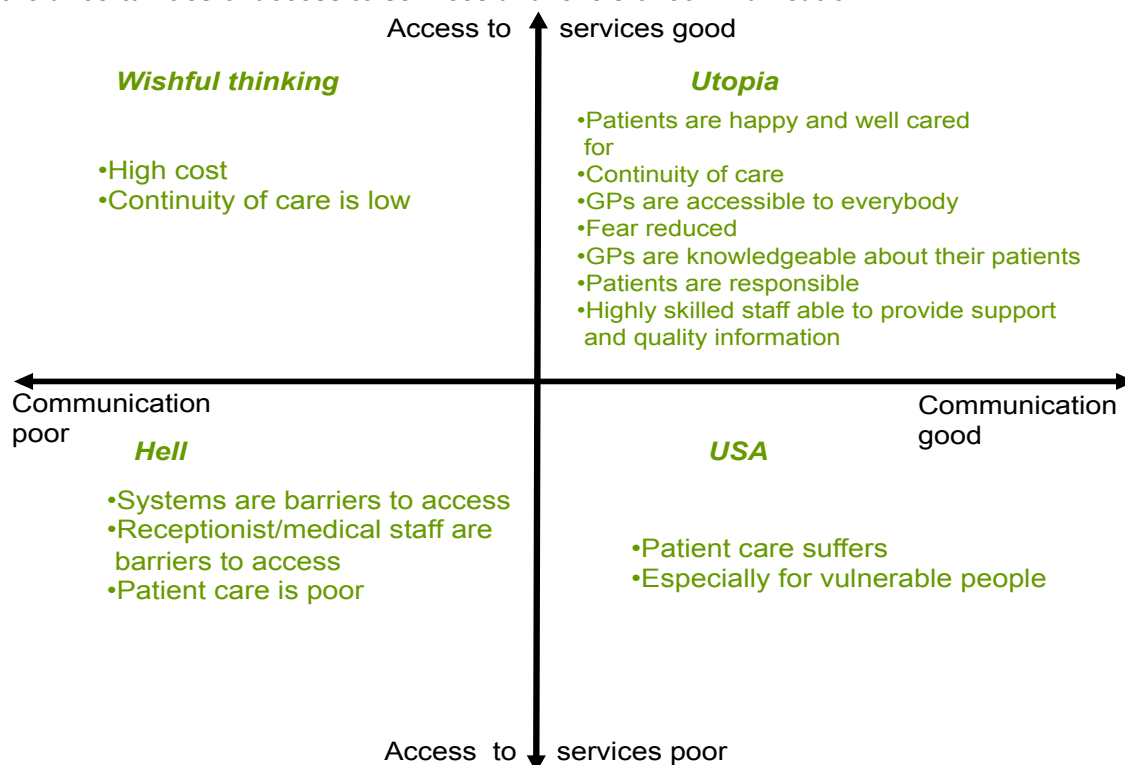 Access to services good
Wishful thinking
•High cost
•Continuity of care is low
Utopia
•Patients are happy and well cared
for
•Continuity of care
•GPs are accessible to everybody
•Fear reduced
•GPs are knowledgeable about their patients
•Patients are responsible
•Highly skilled staff able to provide support
and quality information
Communication
poor
Communication
good
Hell
•Systems are barriers to access
•Receptionist/medical staff are
barriers to access
•Patient care is poor
USA
•Patient care suffers
•Especially for vulnerable people
Access to services poor